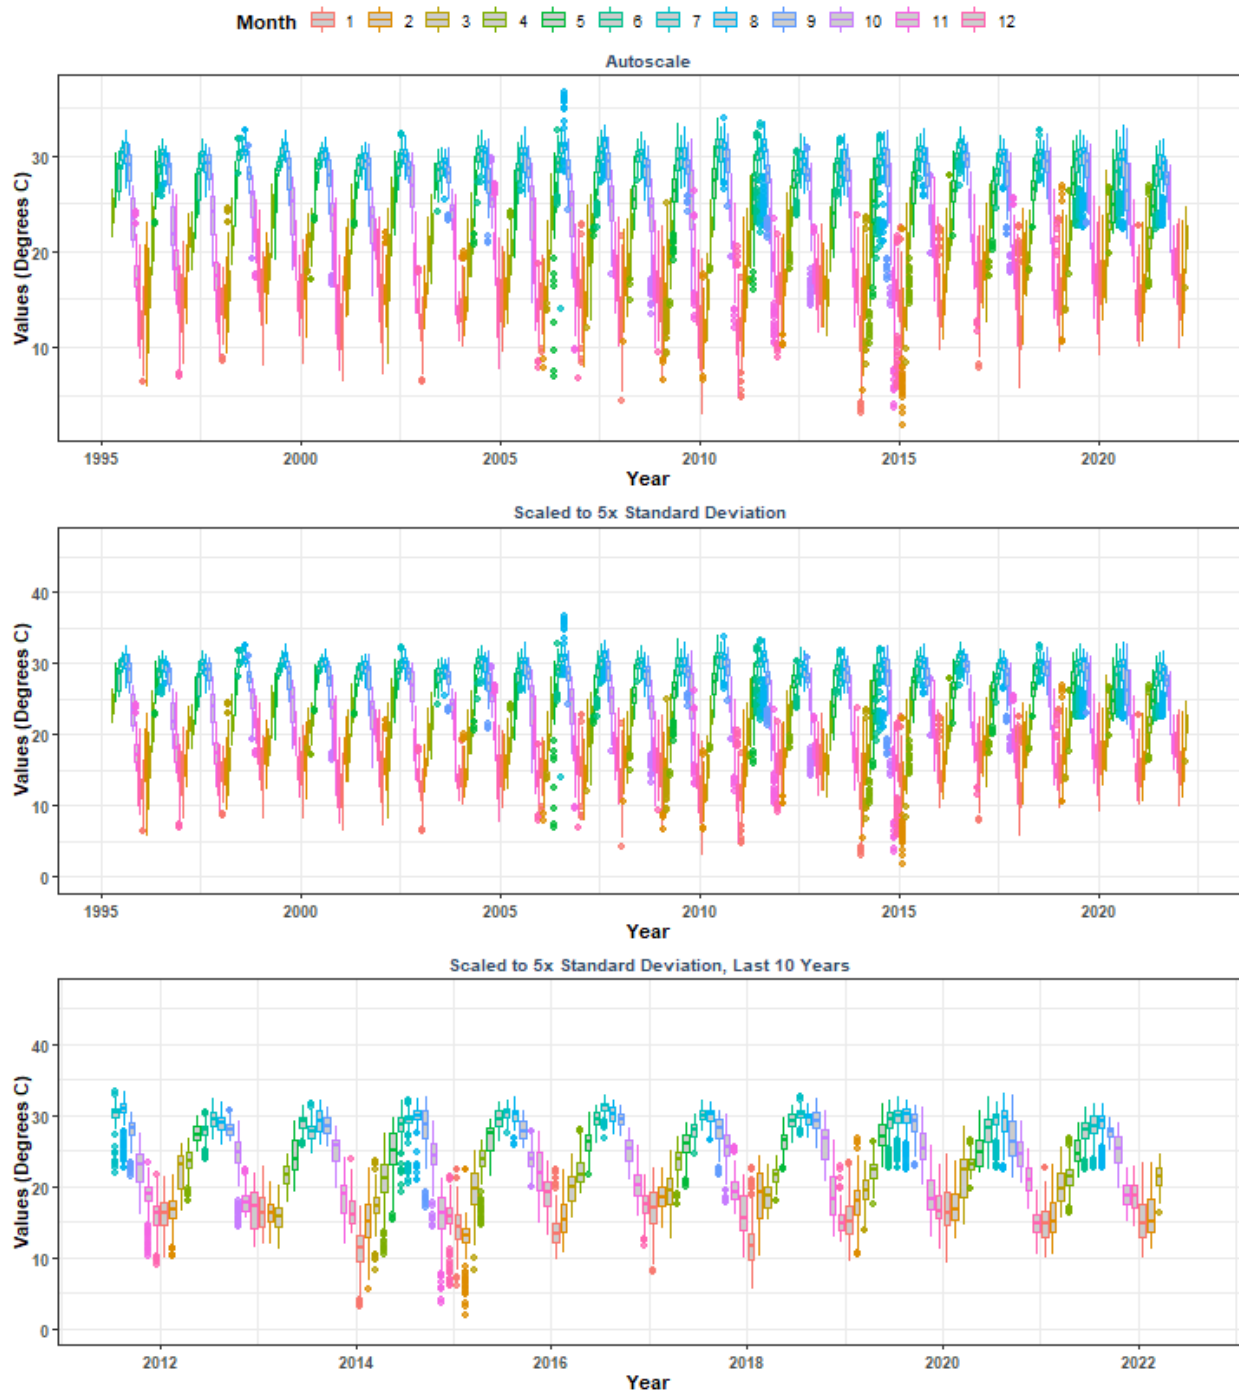 Month 1 2 3 4 5 6 7 8 9 10 11 12
Autoscale
Values (Degrees C)
30
20
10
1995 2000 2005 2010 2015 2020
Year
Scaled to 5x Standard Deviation
Values (Degrees C)
40
30
20
10
0
1995 2000 2005 2010 2015 2020
Year
Scaled to 5x Standard Deviation, Last 10 Years
Values (Degrees C)
40
30
20
10
0
2012 2014 2016 2018 2020 2022
Year